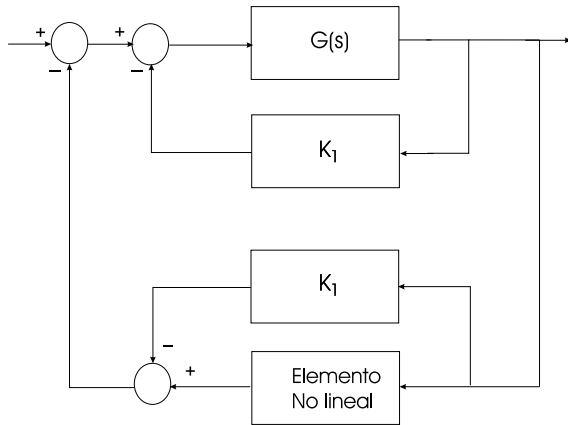 + + G(s)
− −
K₁
K₁
−
+ Elemento
No lineal